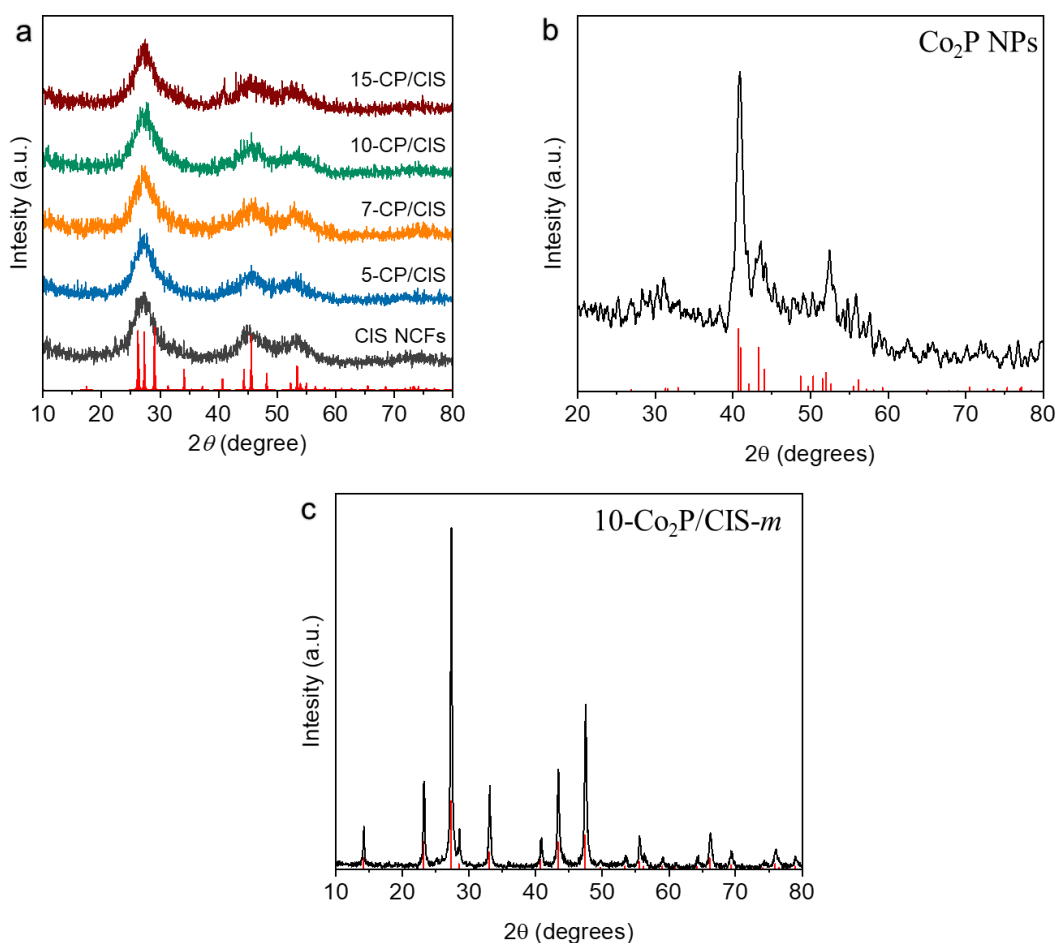 a
15-CP/CIS
10-CP/CIS
7-CP/CIS
5-CP/CIS
CIS NCFs
Intesity (a.u.)
10 20 30 40 50 60 70 80
2θ (degree)
b
Co₂P NPs
Intesity (a.u.)
20 30 40 50 60 70 80
2θ (degrees)
c
10-Co₂P/CIS-m
Intesity (a.u.)
10 20 30 40 50 60 70 80
2θ (degrees)